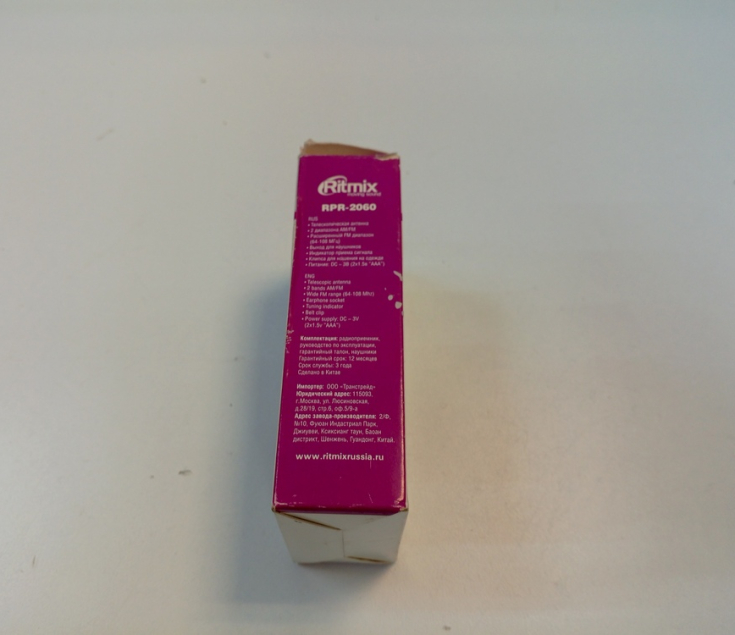 Ritmix
RPR-2060
RUS
• Телескопическая антенна
• 2 диапазона AM/FM
• Расширенный FM диапазон
(64-108 МГц)
• Выход для наушников
• Индикатор приема сигнала
• Клипса для ношения на одежде
• Питание: DC – 3В (2x1.5в "AAA")
ENG
• Telescopic antenna
• 2 bands AM/FM
• Wide FM range (64-108 Mhz)
• Earphone socket
• Tuning indicator
• Belt clip
• Power supply: DC – 3V
(2x1.5v "AAA")
Комплектация: радиоприемник,
руководство по эксплуатации,
гарантийный талон, наушники
Гарантийный срок: 12 месяцев
Срок службы: 3 года
Сделано в Китае
Импортер: ООО «Транстрейд»
Юридический адрес: 115093,
г.Москва, ул. Люсиновская,
д.28/19, стр.6, оф.5/9-а
Адрес завода-производителя: 2/Ф,
№10, Фукуан Индастриал Парк,
Джиувеи, Ксиксианг таун, Баоан
дистрикт, Шенжень, Гуандонг, Китай.
www.ritmixrussia.ru